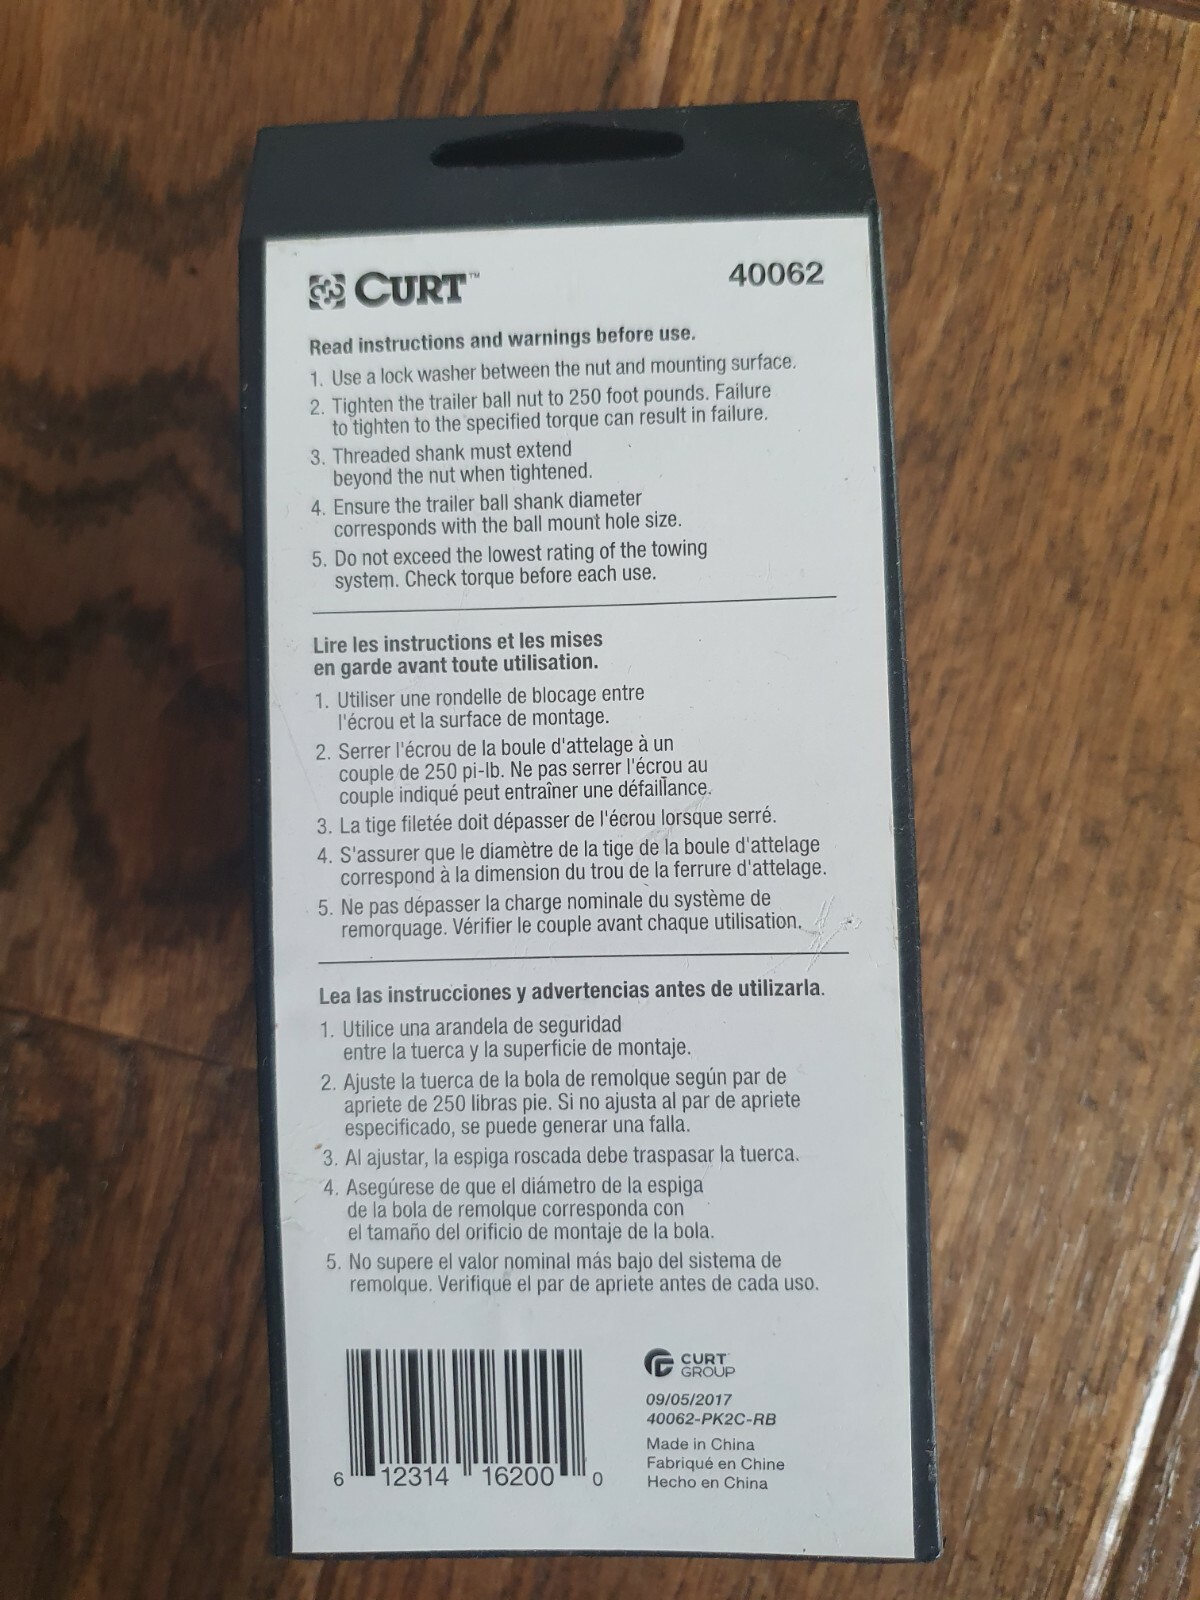 CURT™
40062
Read instructions and warnings before use.
1. Use a lock washer between the nut and mounting surface.
2. Tighten the trailer ball nut to 250 foot pounds. Failure
to tighten to the specified torque can result in failure.
3. Threaded shank must extend
beyond the nut when tightened.
4. Ensure the trailer ball shank diameter
corresponds with the ball mount hole size.
5. Do not exceed the lowest rating of the towing
system. Check torque before each use.
Lire les instructions et les mises
en garde avant toute utilisation.
1. Utiliser une rondelle de blocage entre
l'écrou et la surface de montage.
2. Serrer l'écrou de la boule d'attelage à un
couple de 250 pi-lb. Ne pas serrer l'écrou au
couple indiqué peut entraîner une défaillance.
3. La tige filetée doit dépasser de l'écrou lorsque serré.
4. S'assurer que le diamètre de la tige de la boule d'attelage
correspond à la dimension du trou de la ferrure d'attelage.
5. Ne pas dépasser la charge nominale du système de
remorquage. Vérifier le couple avant chaque utilisation.
Lea las instrucciones y advertencias antes de utilizarla.
1. Utilice una arandela de seguridad
entre la tuerca y la superficie de montaje.
2. Ajuste la tuerca de la bola de remolque según par de
apriete de 250 libras pie. Si no ajusta al par de apriete
especificado, se puede generar una falla.
3. Al ajustar, la espiga roscada debe traspasar la tuerca.
4. Asegúrese de que el diámetro de la espiga
de la bola de remolque corresponda con
el tamaño del orificio de montaje de la bola.
5. No supere el valor nominal más bajo del sistema de
remolque. Verifique el par de apriete antes de cada uso.
6 12314 16200 0
CURT
GROUP
09/05/2017
40062-PK2C-RB
Made in China
Fabriqué en Chine
Hecho en China